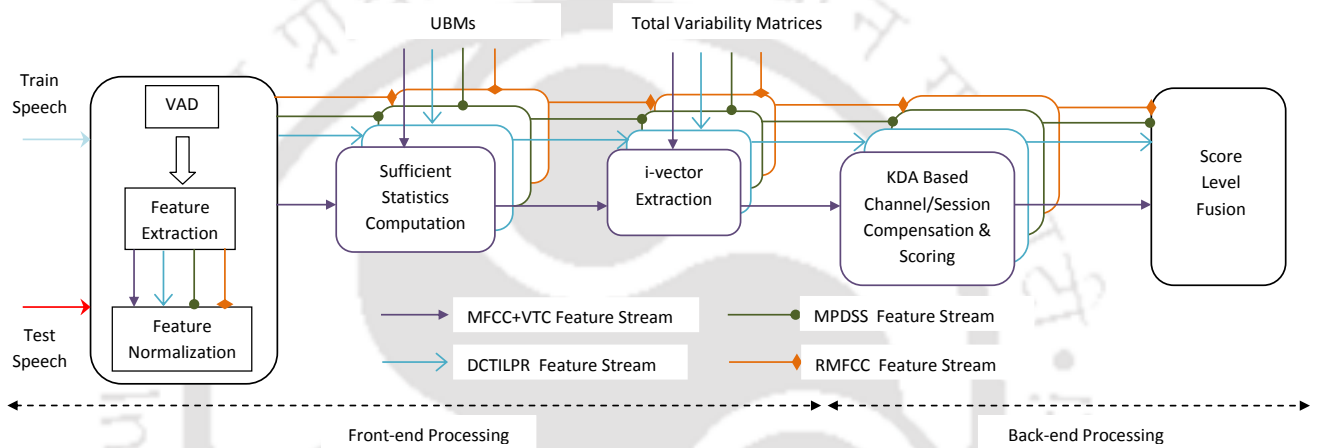 UBMs
Total Variability Matrices
Train
Speech
VAD
Feature
Extraction
Feature
Normalization
Test
Speech
Sufficient
Statistics
Computation
i-vector
Extraction
KDA Based
Channel/Session
Compensation &
Scoring
Score
Level
Fusion
MFCC+VTC Feature Stream
MPDSS Feature Stream
DCTILPR Feature Stream
RMFCC Feature Stream
Front-end Processing
Back-end Processing